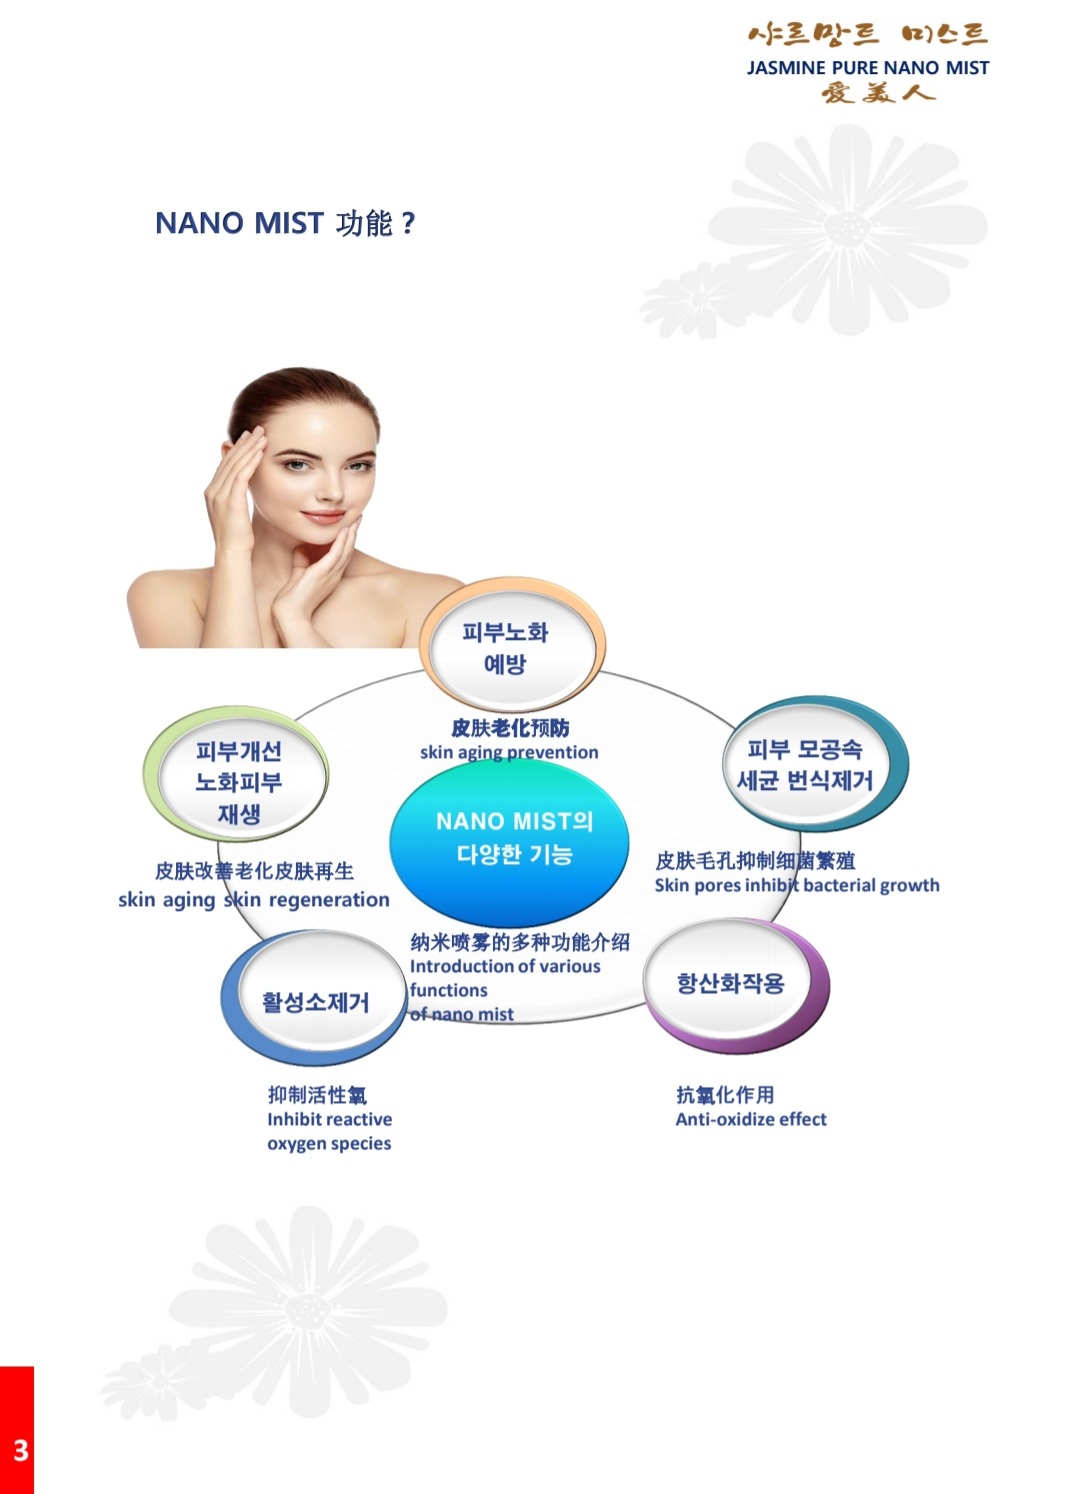 샤르망트 미스트
JASMINE PURE NANO MIST
愛美人
NANO MIST 功能？
피부노화
예방
皮肤老化预防
skin aging prevention
피부개선
노화피부
재생
皮肤改善老化皮肤再生
skin aging skin regeneration
피부 모공속
세균 번식제거
皮肤毛孔抑制细菌繁殖
Skin pores inhibit bacterial growth
NANO MIST의
다양한 기능
纳米喷雾的多种功能介绍
Introduction of various
functions
of nano mist
활성소제거
抑制活性氧
Inhibit reactive
oxygen species
항산화작용
抗氧化作用
Anti-oxidize effect
3